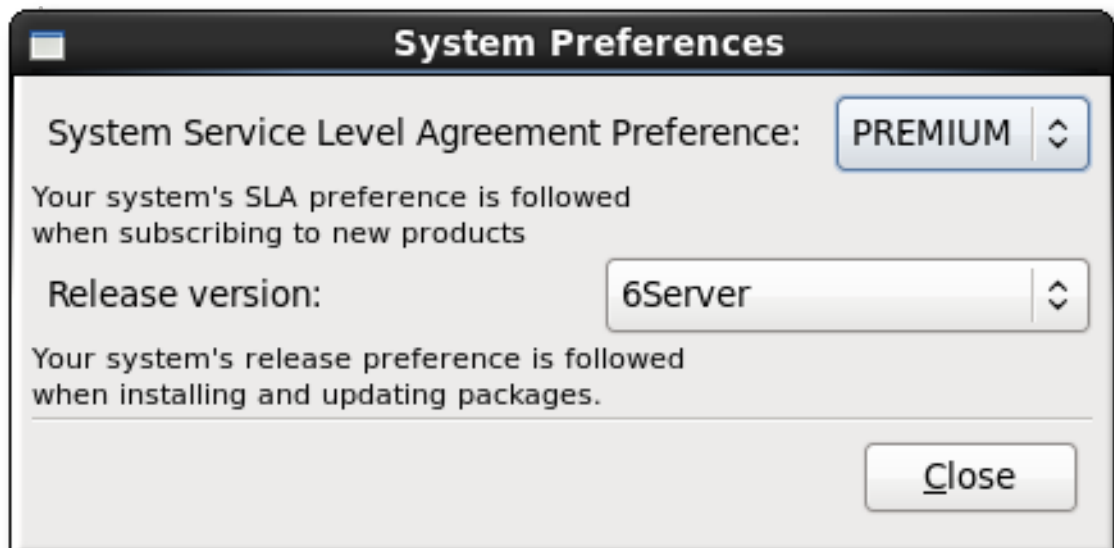 System Preferences
System Service Level Agreement Preference: PREMIUM
Your system's SLA preference is followed
when subscribing to new products
Release version: 6Server
Your system's release preference is followed
when installing and updating packages.
Close